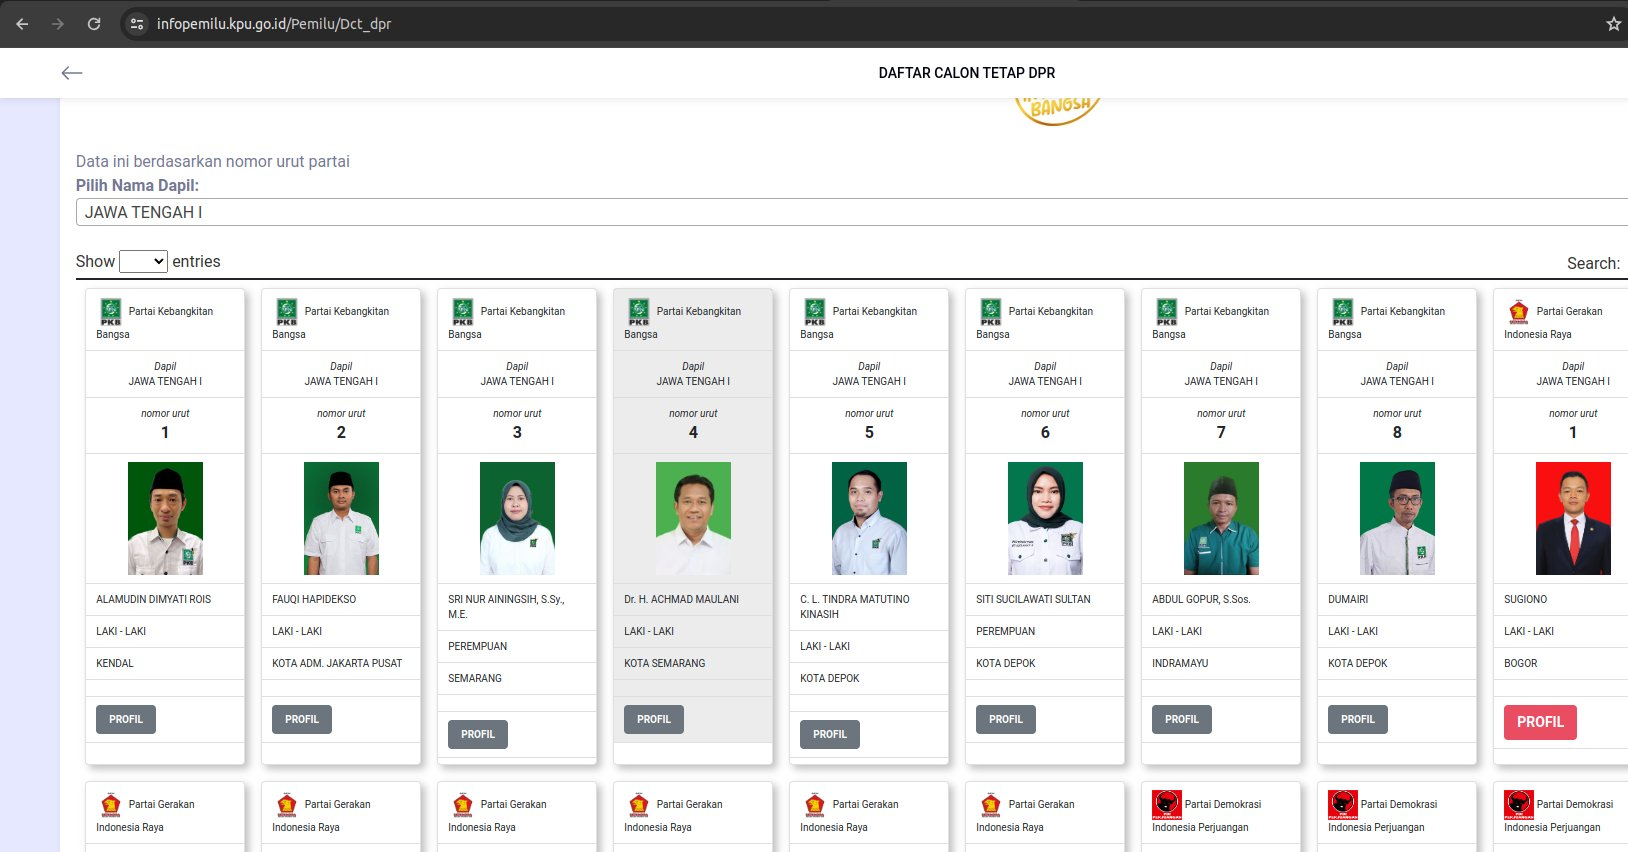 infopemilu.kpu.go.id/Pemilu/Dct_dpr
DAFTAR CALON TETAP DPR
BANGSA
Data ini berdasarkan nomor urut partai
Pilih Nama Dapil:
JAWA TENGAH I
Show entries
Search:
PKB Partai Kebangkitan Bangsa
Dapil
JAWA TENGAH I
nomor urut
1
ALAMUDIN DIMYATI ROIS
LAKI - LAKI
KENDAL
PROFIL
PKB Partai Kebangkitan
Bangsa
Dapil
JAWA TENGAH I
nomor urut
2
FAUQI HAPIDEKSO
LAKI - LAKI
KOTA ADM. JAKARTA PUSAT
PROFIL
PKB Partai Kebangkitan
Bangsa
Dapil
JAWA TENGAH I
nomor urut
3
SRI NUR AININGSIH, S.Sy.,
M.E.
PEREMPUAN
SEMARANG
PROFIL
PKB Partai Kebangkitan
Bangsa
Dapil
JAWA TENGAH I
nomor urut
4
Dr. H. ACHMAD MAULANI
LAKI - LAKI
KOTA SEMARANG
PROFIL
PKB Partai Kebangkitan
Bangsa
Dapil
JAWA TENGAH I
nomor urut
5
C. L. TINDRA MATUTINO
KINASIH
LAKI - LAKI
KOTA DEPOK
PROFIL
PKB Partai Kebangkitan
Bangsa
Dapil
JAWA TENGAH I
nomor urut
6
SITI SUCILAWATI SULTAN
PEREMPUAN
KOTA DEPOK
PROFIL
PKB Partai Kebangkitan
Bangsa
Dapil
JAWA TENGAH I
nomor urut
7
ABDUL GOPUR, S.Sos.
LAKI - LAKI
INDRAMAYU
PROFIL
PKB Partai Kebangkitan
Bangsa
Dapil
JAWA TENGAH I
nomor urut
8
DUMAIRI
LAKI - LAKI
KOTA DEPOK
PROFIL
Partai Gerakan
Indonesia Raya
Dapil
JAWA TENGAH I
nomor urut
1
SUGIONO
LAKI - LAKI
BOGOR
PROFIL
Partai Gerakan
Indonesia Raya
Partai Gerakan
Indonesia Raya
Partai Gerakan
Indonesia Raya
Partai Gerakan
Indonesia Raya
Partai Gerakan
Indonesia Raya
Partai Gerakan
Indonesia Raya
Partai Demokrasi
Indonesia Perjuangan
Partai Demokrasi
Indonesia Perjuangan
Partai Demokrasi
Indonesia Perjuangan